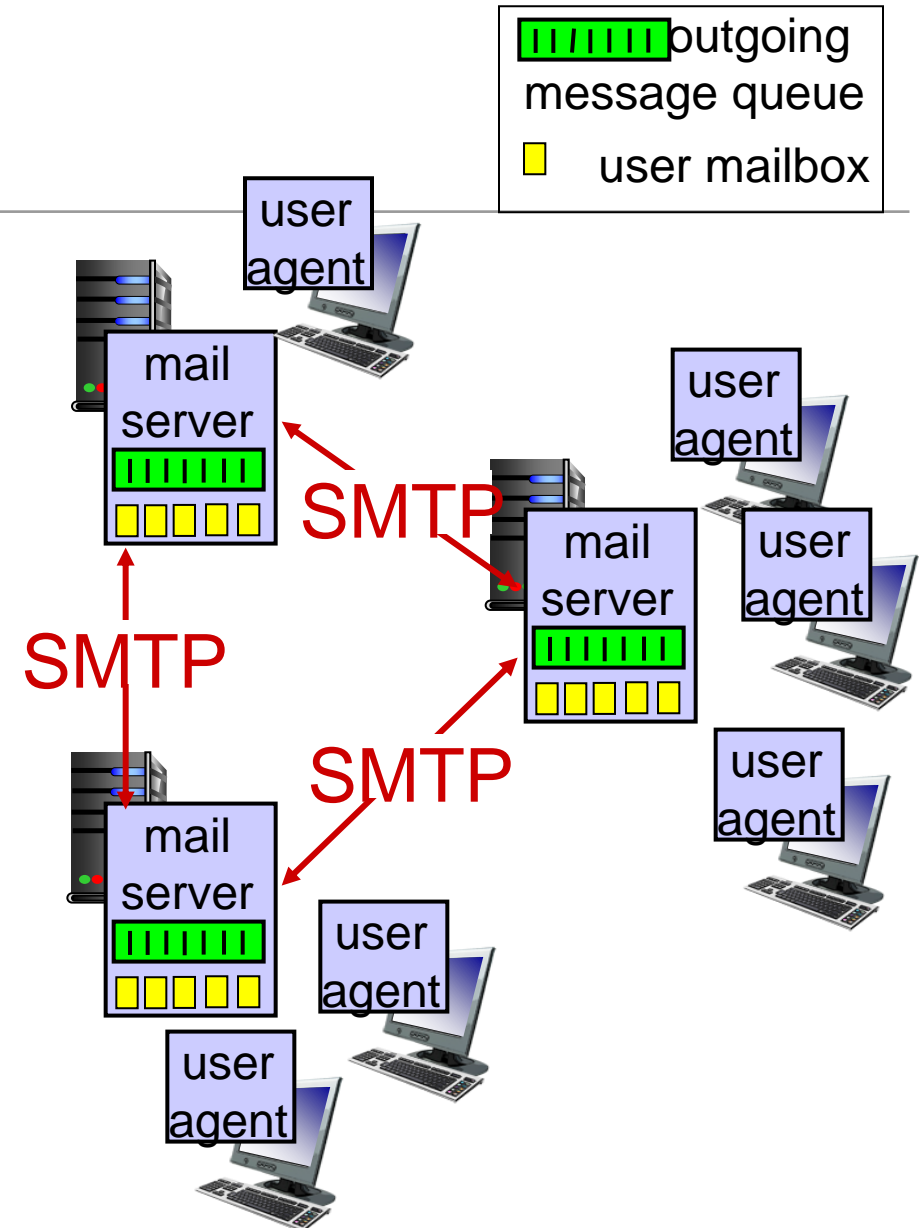 outgoing
message queue
user mailbox
user
agent
mail
server
user
agent
SMTP
mail
server
user
agent
SMTP
SMTP
user
agent
mail
server
user
agent
user
agent